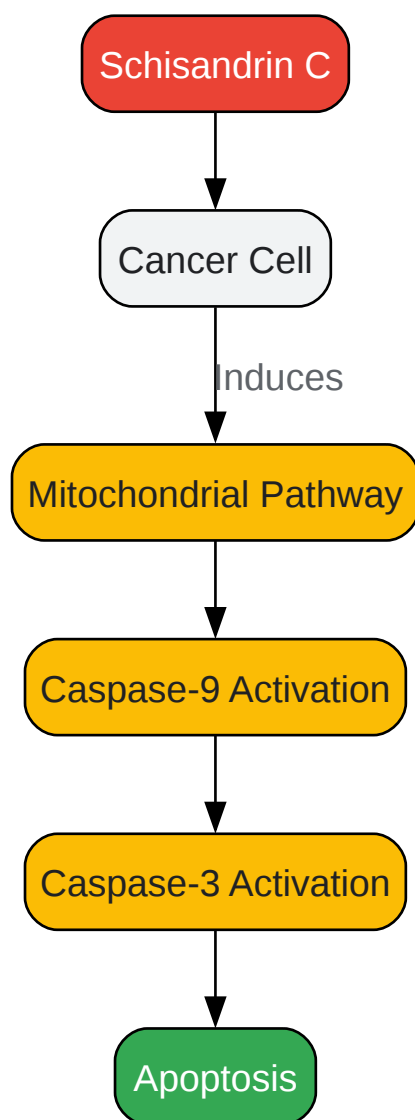 Schisandrin C
Cancer Cell
Induces
Mitochondrial Pathway
Caspase-9 Activation
Caspase-3 Activation
Apoptosis